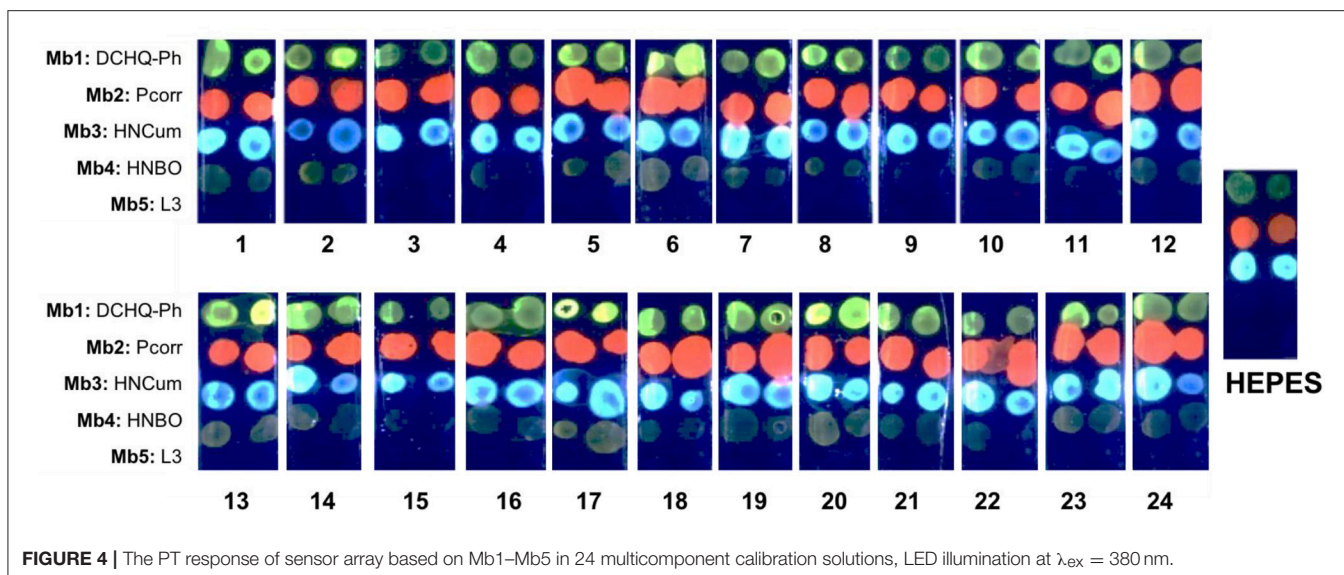 Mb1: DCHQ-Ph
Mb2: Pcorr
Mb3: HNCum
Mb4: HNBO
Mb5: L3
1 2 3 4 5 6 7 8 9 10 11 12
Mb1: DCHQ-Ph
Mb2: Pcorr
Mb3: HNCum
Mb4: HNBO
Mb5: L3
13 14 15 16 17 18 19 20 21 22 23 24
HEPES
FIGURE 4 | The PT response of sensor array based on Mb1–Mb5 in 24 multicomponent calibration solutions, LED illumination at λex = 380 nm.